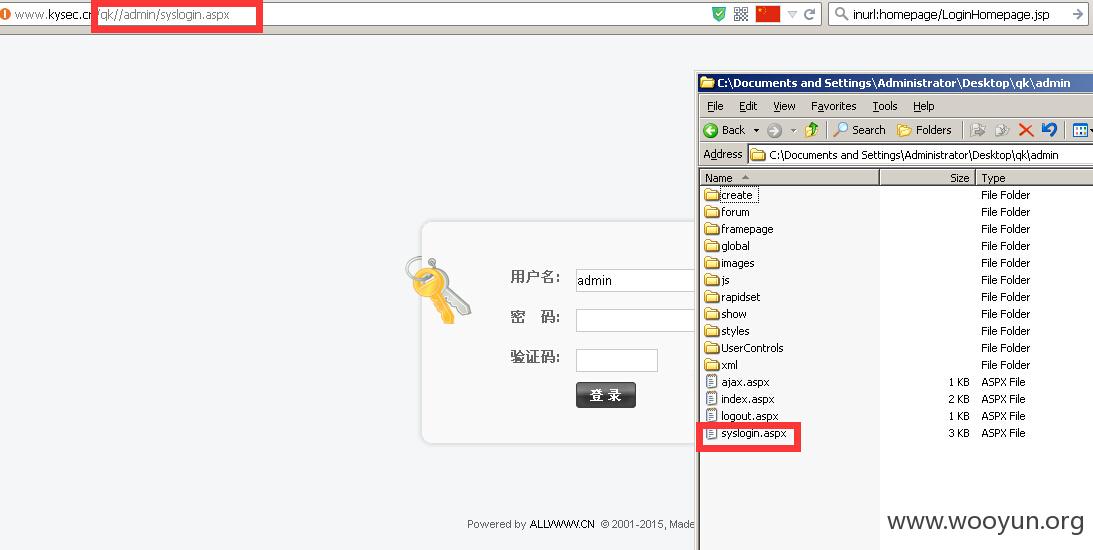 www.kysec.cn/qk//admin/syslogin.aspx
inurl:homepage/LoginHomepage.jsp
C:\Documents and Settings\Administrator\Desktop\qk\admin
File Edit View Favorites Tools Help
Back Search Folders
Address C:\Documents and Settings\Administrator\Desktop\qk\admin
Name Size Type
create File Folder
forum File Folder
framepage File Folder
global File Folder
images File Folder
js File Folder
rapidset File Folder
show File Folder
styles File Folder
UserControls File Folder
xml File Folder
ajax.aspx 1 KB ASPX File
index.aspx 2 KB ASPX File
logout.aspx 1 KB ASPX File
syslogin.aspx 3 KB ASPX File
用户名: admin
密 码:
验证码:
登 录
Powered by ALLWWW.CN © 2001-2015, Made
www.wooyun.org